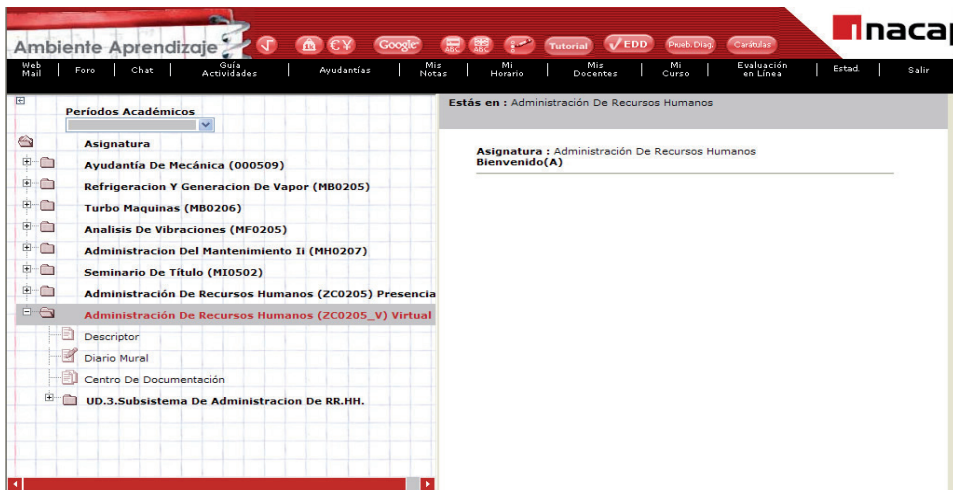 Ambiente Aprendizaje
€¥ Google ABC ABC Tutorial EDD Prueb. Diag. Carátulas
Inacap
Web Mail | Foro | Chat | Guía Actividades | Ayudantías | Mis Notas | Mi Horario | Mis Docentes | Mi Curso | Evaluación en Línea | Estad. | Salir
Períodos Académicos
Asignatura
Ayudantía De Mecánica (000509)
Refrigeracion Y Generacion De Vapor (MB0205)
Turbo Maquinas (MB0206)
Analisis De Vibraciones (MF0205)
Administracion Del Mantenimiento Ii (MH0207)
Seminario De Título (MI0502)
Administración De Recursos Humanos (ZC0205) Presencia
Administración De Recursos Humanos (ZC0205_V) Virtual
Descriptor
Diario Mural
Centro De Documentación
UD.3.Subsistema De Administracion De RR.HH.
Estás en : Administración De Recursos Humanos
Asignatura : Administración De Recursos Humanos
Bienvenido(A)